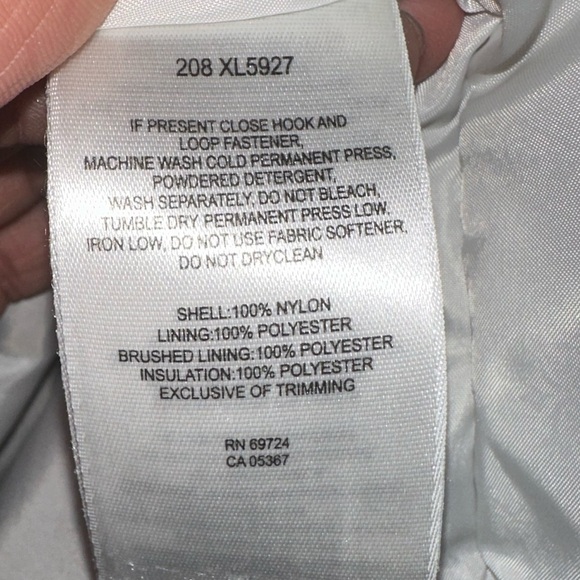 208 XL5927
IF PRESENT CLOSE HOOK AND
LOOP FASTENER,
MACHINE WASH COLD PERMANENT PRESS,
POWDERED DETERGENT,
WASH SEPARATELY, DO NOT BLEACH,
TUMBLE DRY PERMANENT PRESS LOW,
IRON LOW, DO NOT USE FABRIC SOFTENER,
DO NOT DRYCLEAN
SHELL:100% NYLON
LINING:100% POLYESTER
BRUSHED LINING:100% POLYESTER
INSULATION:100% POLYESTER
EXCLUSIVE OF TRIMMING
RN 69724
CA 05367